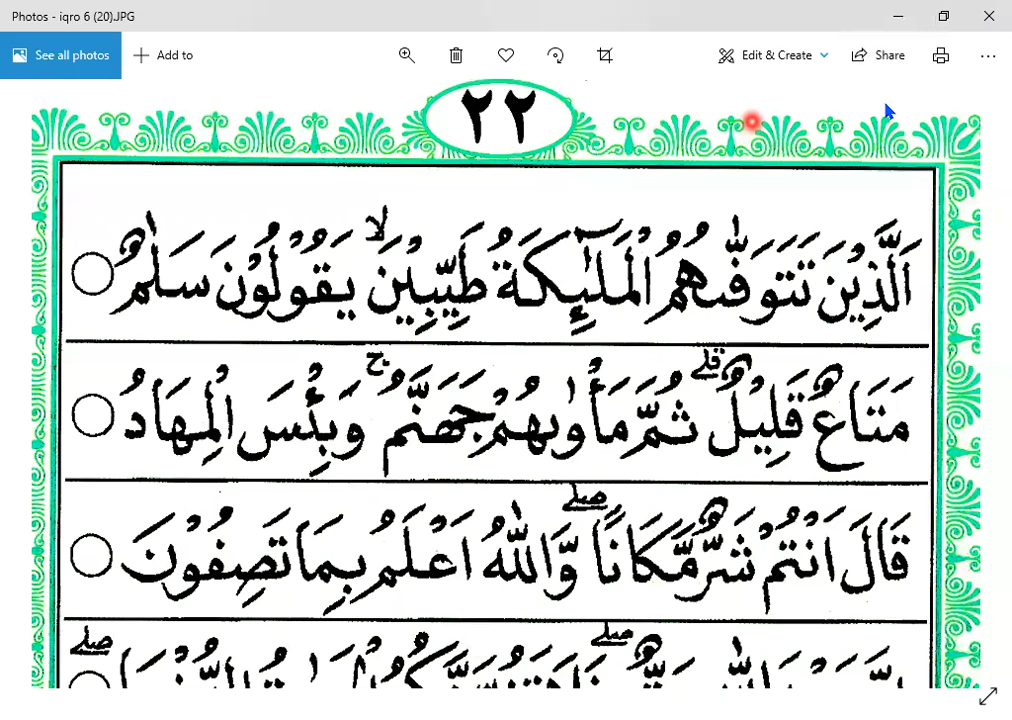 Photos - iqro 6 (20).JPG
See all photos
Add to
Edit & Create
Share
٢٢
اَلَّذِيْنَ تَتَوَفّٰىهُمُ الْمَلٰٓئِكَةُ طَيِّبِيْنَ ۙ يَقُوْلُوْنَ سَلٰمٌ
مَتَاعٌ قَلِيْلٌ ۗ ثُمَّ مَأْوٰىهُمْ جَهَنَّمُ ۚ وَبِئْسَ الْمِهَادُ
قَالَ اَنْتُمْ شَرٌّ مَّكَانًا ۖ وَّاللّٰهُ اَعْلَمُ بِمَا تَصِفُوْنَ